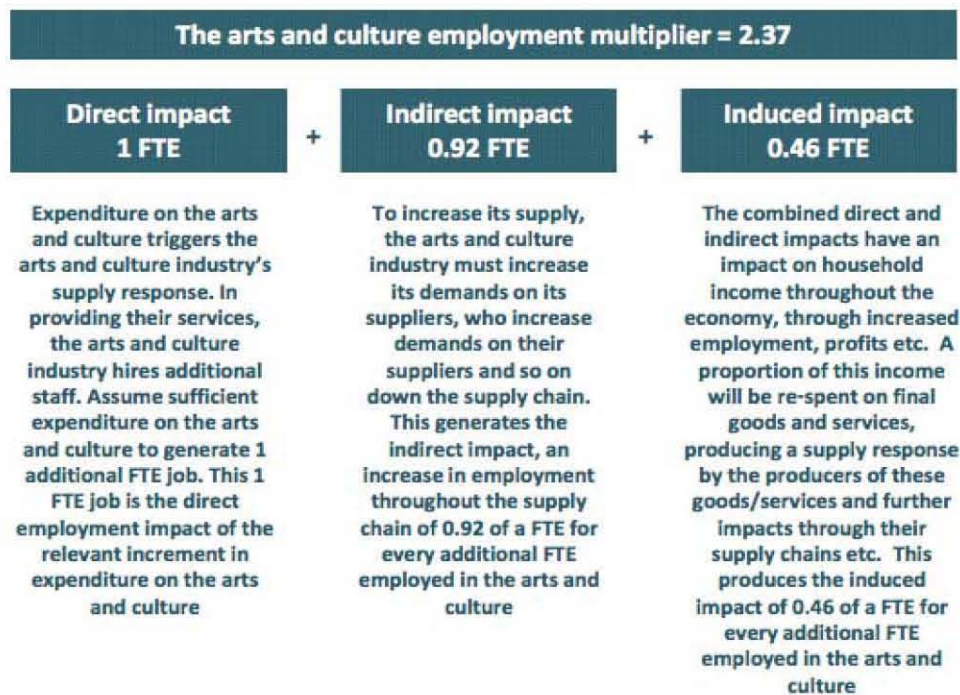 The arts and culture employment multiplier = 2.37
Direct impact
1 FTE
+
Indirect impact
0.92 FTE
+
Induced impact
0.46 FTE
Expenditure on the arts
and culture triggers the
arts and culture industry's
supply response. In
providing their services,
the arts and culture
industry hires additional
staff. Assume sufficient
expenditure on the arts
and culture to generate 1
additional FTE job. This 1
FTE job is the direct
employment impact of the
relevant increment in
expenditure on the arts
and culture
To increase its supply,
the arts and culture
industry must increase
its demands on its
suppliers, who increase
demands on their
suppliers and so on
down the supply chain.
This generates the
indirect impact, an
increase in employment
throughout the supply
chain of 0.92 of a FTE for
every additional FTE
employed in the arts and
culture
The combined direct and
indirect impacts have an
impact on household
income throughout the
economy, through increased
employment, profits etc. A
proportion of this income
will be re-spent on final
goods and services,
producing a supply response
by the producers of these
goods/services and further
impacts through their
supply chains etc. This
produces the induced
impact of 0.46 of a FTE for
every additional FTE
employed in the arts and
culture